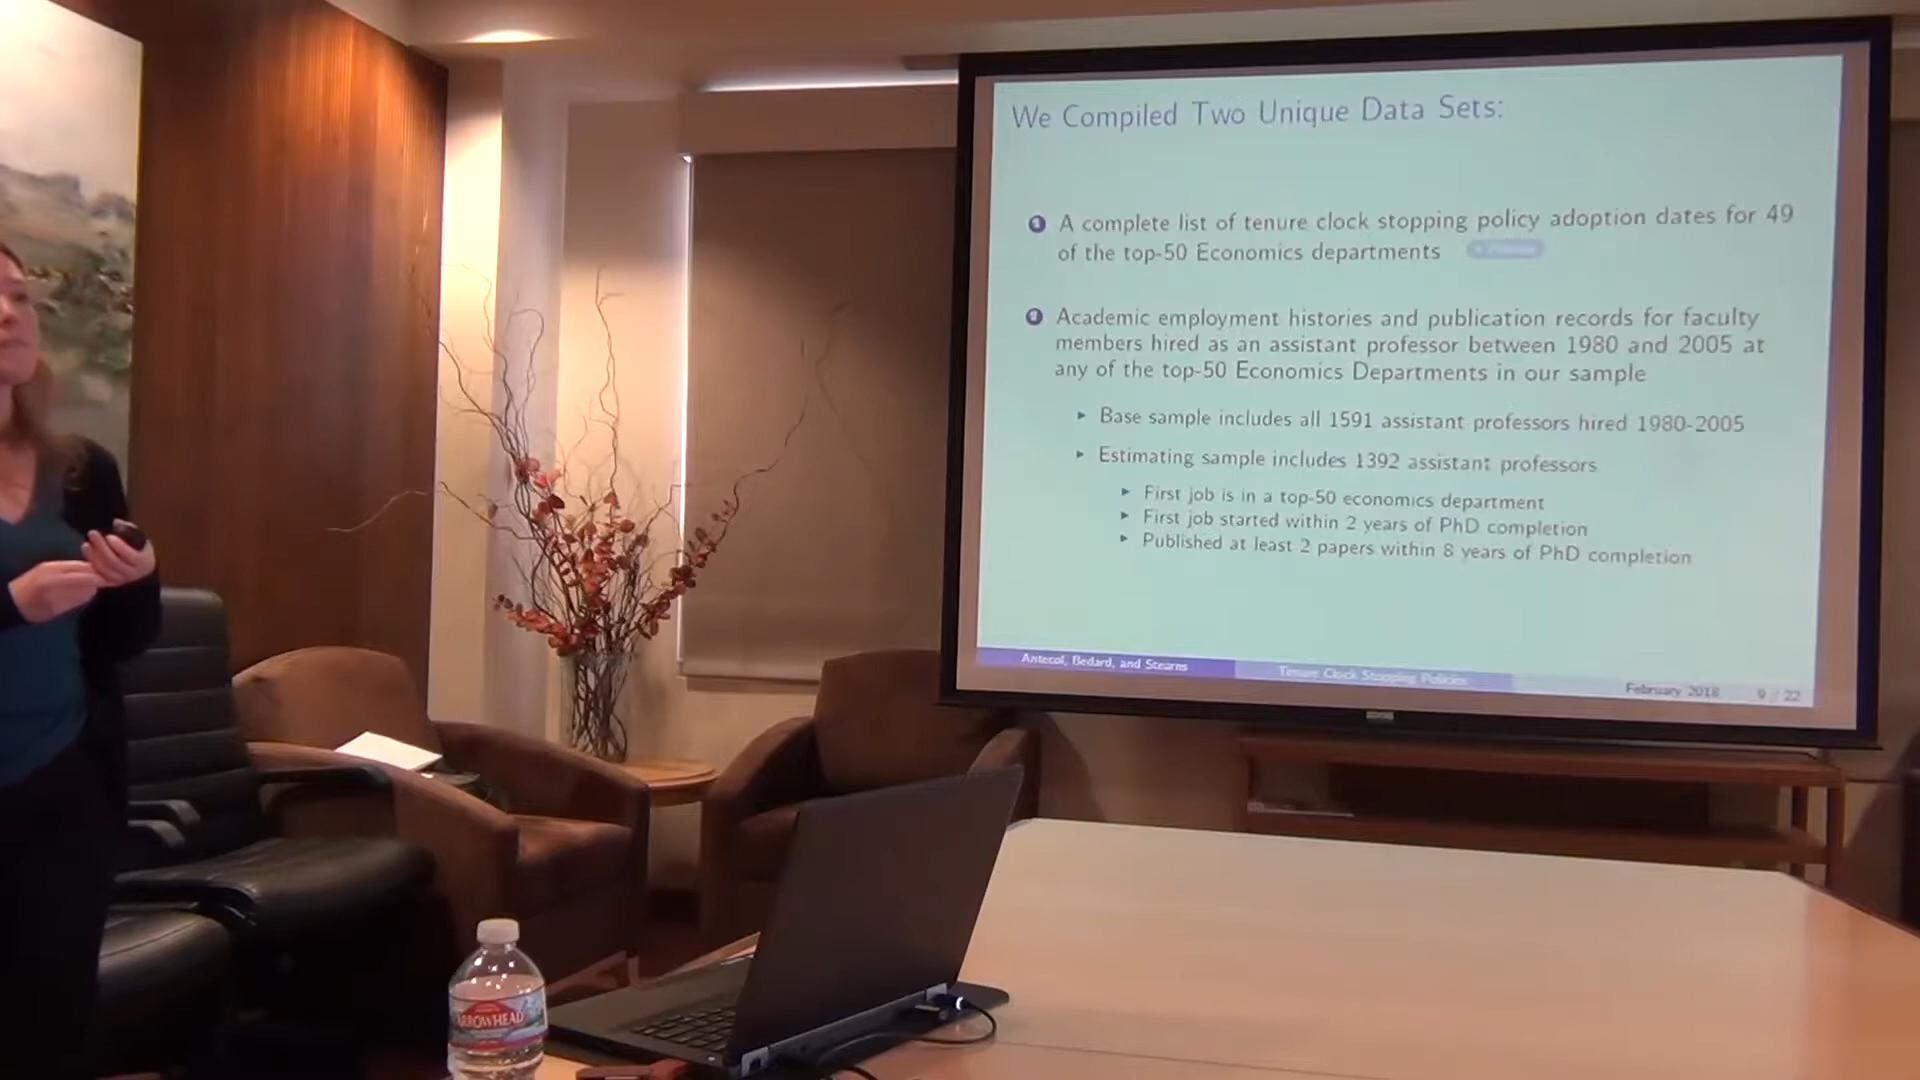 We Compiled Two Unique Data Sets:
1 A complete list of tenure clock stopping policy adoption dates for 49
of the top-50 Economics departments
2 Academic employment histories and publication records for faculty
members hired as an assistant professor between 1980 and 2005 at
any of the top-50 Economics Departments in our sample
Base sample includes all 1591 assistant professors hired 1980-2005
Estimating sample includes 1392 assistant professors
First job is in a top-50 economics department
First job started within 2 years of PhD completion
Published at least 2 papers within 8 years of PhD completion
Antecol, Bedard, and Stearns
Tenure Clock Stopping Policies
February 2018 9 / 22
ARROWHEAD